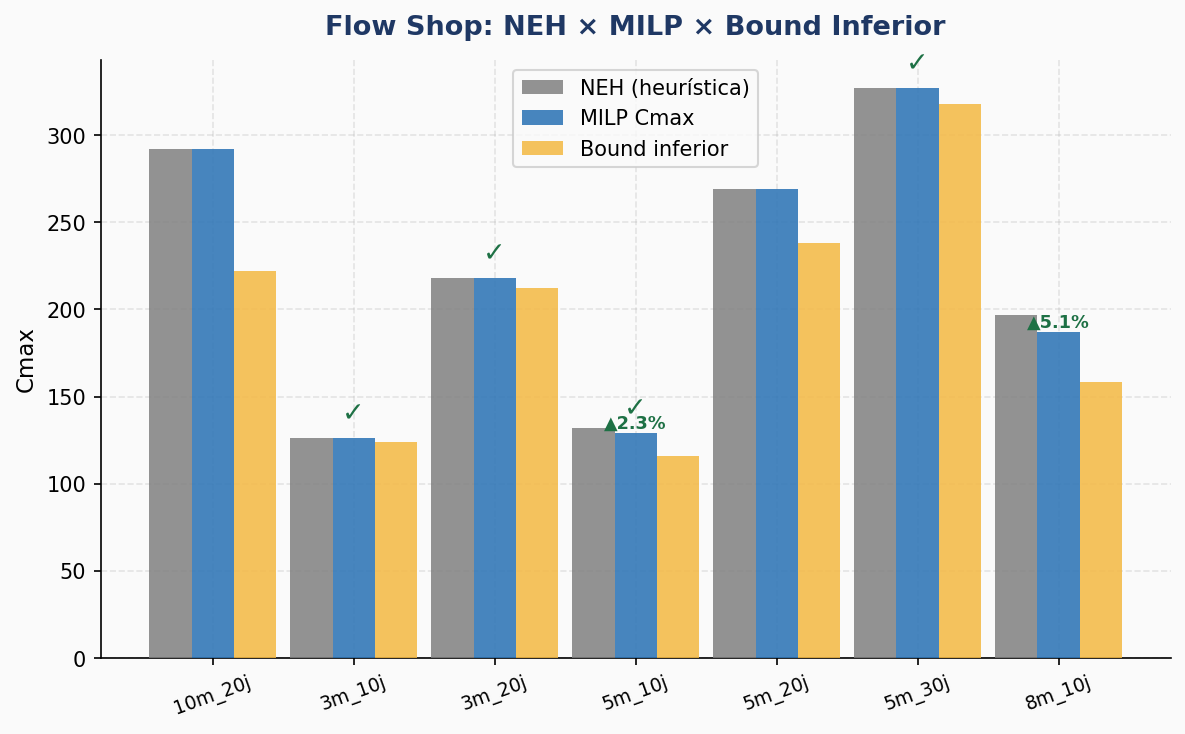 Flow Shop: NEH × MILP × Bound Inferior
NEH (heurística)
MILP Cmax
Bound inferior
Cmax
300
250
200
150
100
50
0
✓
✓
✓
▲2.3%
✓
▲5.1%
10m_20j
3m_10j
3m_20j
5m_10j
5m_20j
5m_30j
8m_10j